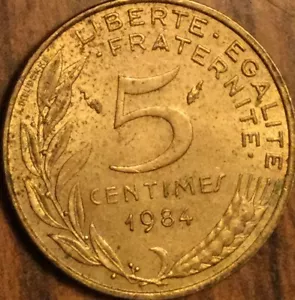 LIBERTE · EGALITE
· FRATERNITE ·
5
CENTIMES
1984